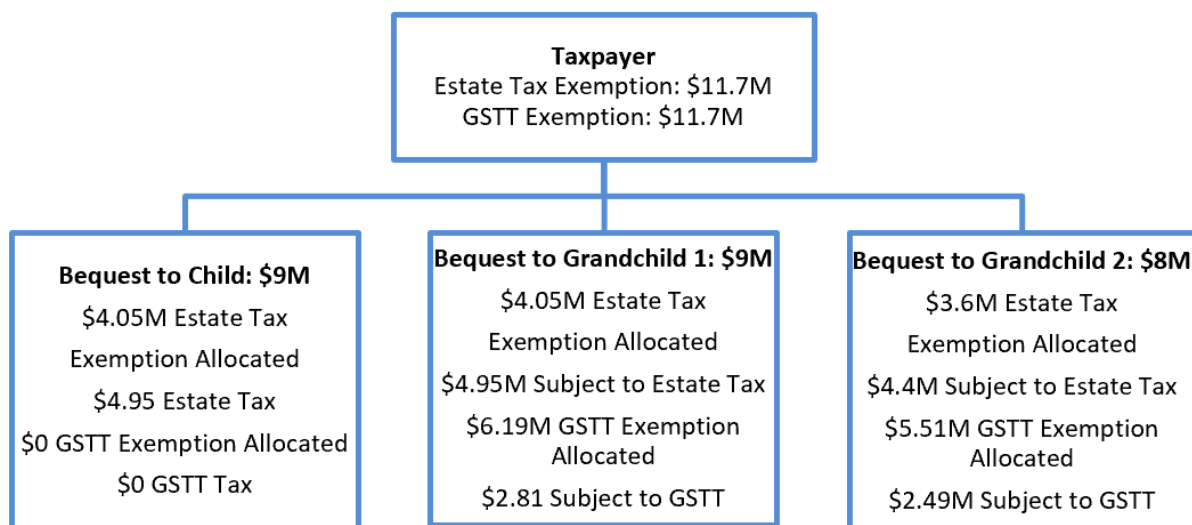 Taxpayer
Estate Tax Exemption: $11.7M
GSTT Exemption: $11.7M
Bequest to Child: $9M
$4.05M Estate Tax
Exemption Allocated
$4.95 Estate Tax
$0 GSTT Exemption Allocated
$0 GSTT Tax
Bequest to Grandchild 1: $9M
$4.05M Estate Tax
Exemption Allocated
$4.95M Subject to Estate Tax
$6.19M GSTT Exemption
Allocated
$2.81 Subject to GSTT
Bequest to Grandchild 2: $8M
$3.6M Estate Tax
Exemption Allocated
$4.4M Subject to Estate Tax
$5.51M GSTT Exemption
Allocated
$2.49M Subject to GSTT